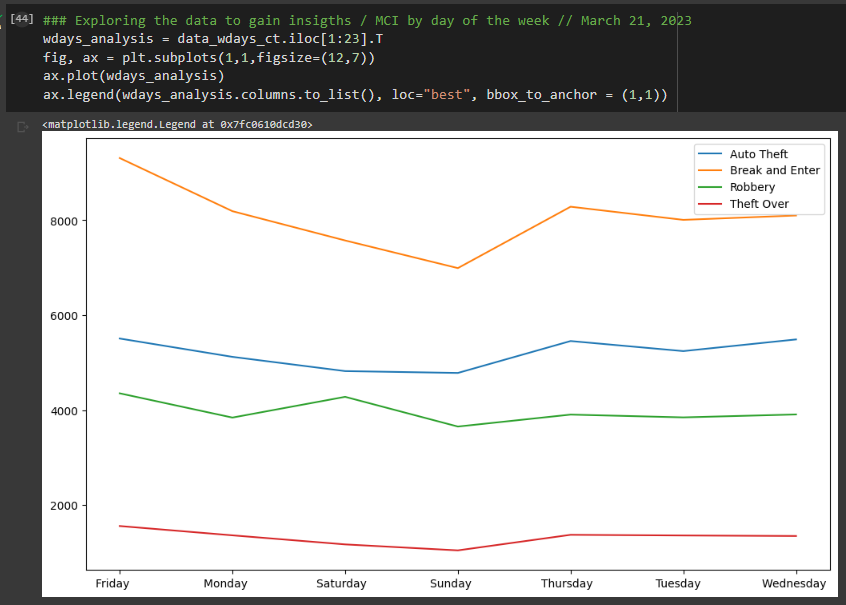 [44] ### Exploring the data to gain insigths / MCI by day of the week // March 21, 2023
wdays_analysis = data_wdays_ct.iloc[1:23].T
fig, ax = plt.subplots(1,1,figsize=(12,7))
ax.plot(wdays_analysis)
ax.legend(wdays_analysis.columns.to_list(), loc="best", bbox_to_anchor = (1,1))
<matplotlib.legend.Legend at 0x7fc0610dcd30>
Auto Theft
Break and Enter
Robbery
Theft Over
8000
6000
4000
2000
Friday Monday Saturday Sunday Thursday Tuesday Wednesday